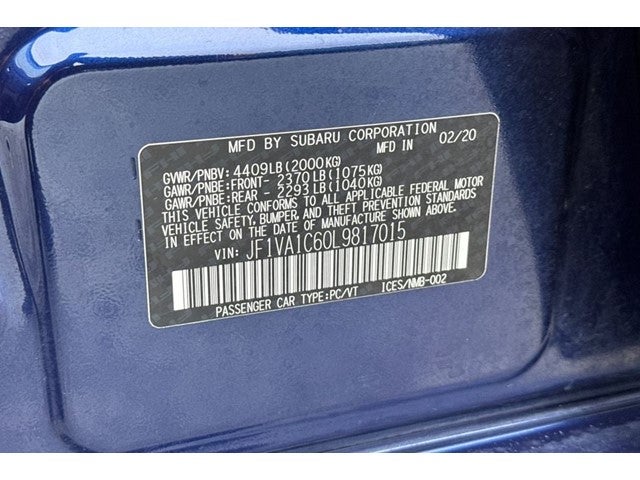 MFD BY SUBARU CORPORATION 02/20
GVWR/PNBV: 4409LB(2000KG) MADE IN JAPAN
GAWR/PNBE:FRONT- 2370LB(1075KG)
GAWR/PNBE:REAR - 2293LB(1040KG)
THIS VEHICLE CONFORMS TO ALL APPLICABLE FEDERAL MOTOR
VEHICLE SAFETY, BUMPER, AND THEFT PREVENTION STANDARDS
IN EFFECT ON THE DATE OF MANUFACTURE SHOWN ABOVE.
VIN: JF1VA1C60L9817015
PASSENGER CAR TYPE:PC/VT ICES/NMB-002